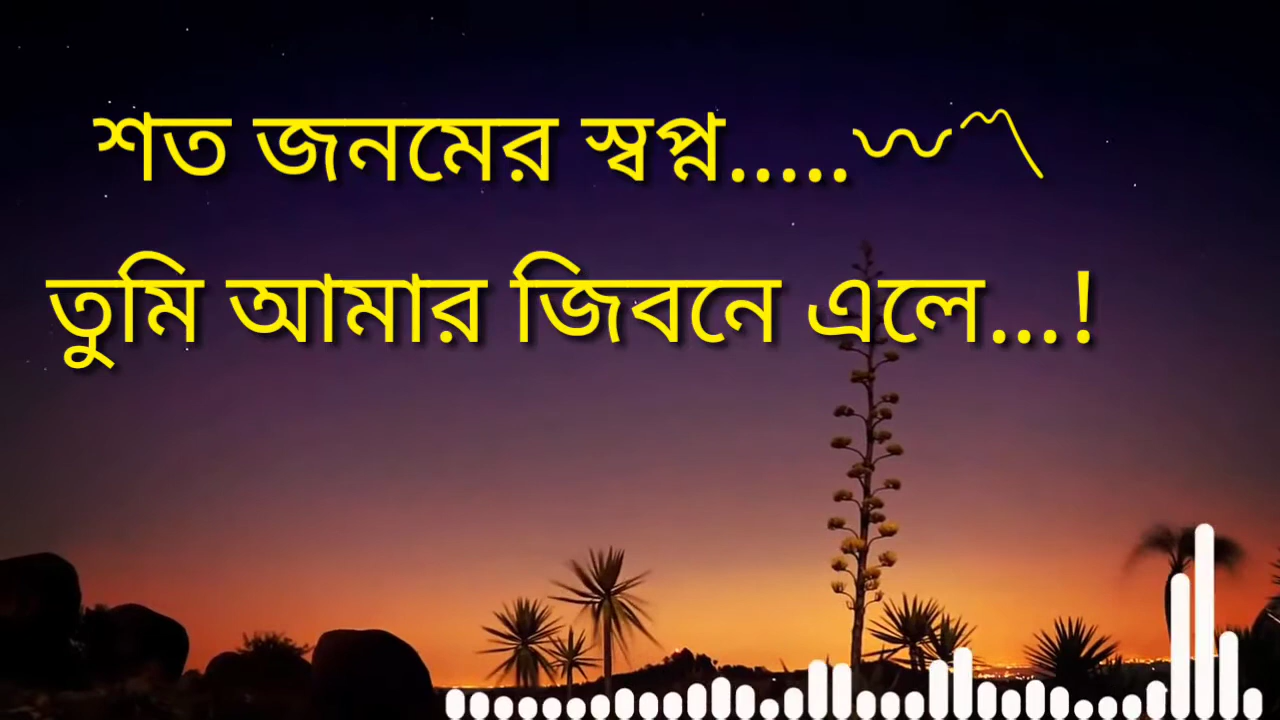 শত জনমের স্বপ্ন.....〰〽
তুমি আমার জিবনে এলে...!